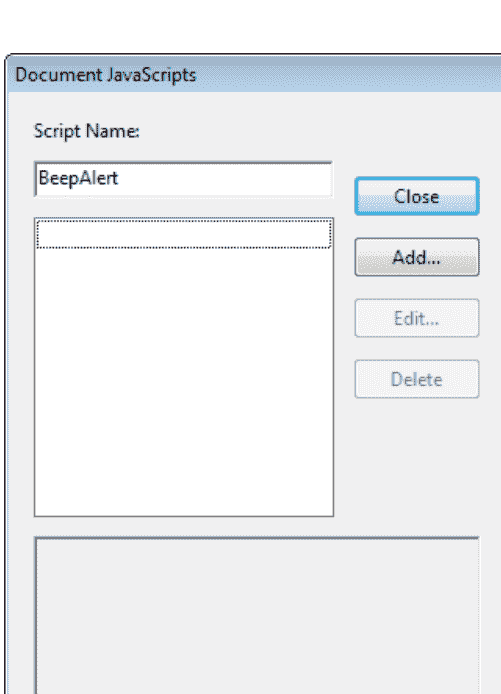 Document JavaScripts
Script Name:
BeepAlert
Close
Add...
Edit...
Delete